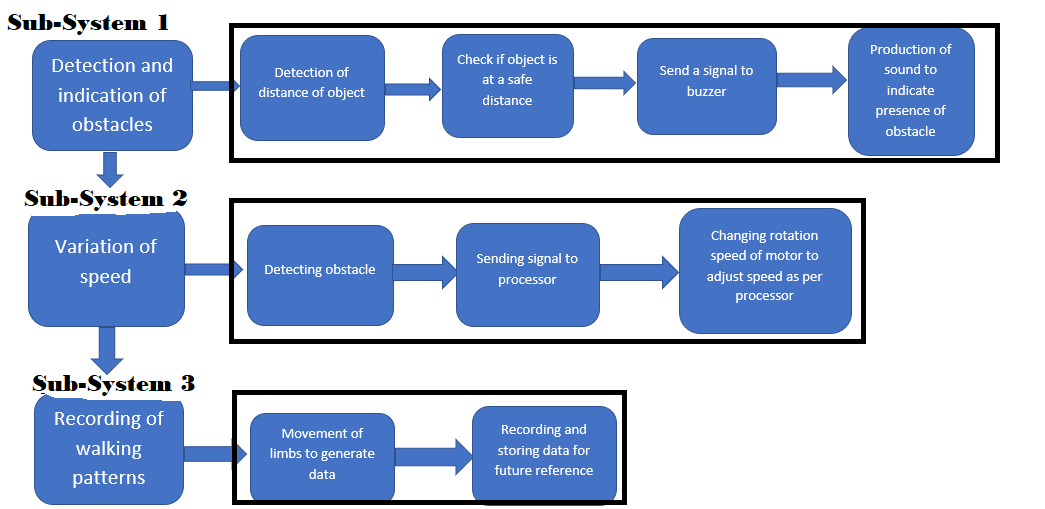 Sub-System 1
Detection and
indication of
obstacles
Detection of
distance of object
Check if object is
at a safe
distance
Send a signal to
buzzer
Production of
sound to
indicate
presence of
obstacle
Sub-System 2
Variation of
speed
Detecting obstacle
Sending signal to
processor
Changing rotation
speed of motor to
adjust speed as per
processor
Sub-System 3
Recording of
walking
patterns
Movement of
limbs to generate
data
Recording and
storing data for
future reference